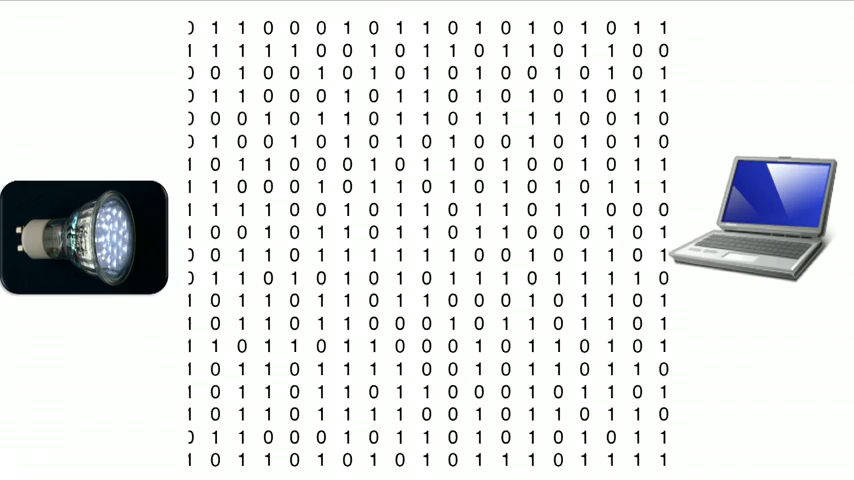 0 1 1 0 0 0 1 0 1 1 0 1 0 1 0 1 0 1 1
1 1 1 1 1 0 0 1 0 1 1 0 1 1 0 1 1 0 0
0 0 1 0 0 1 0 1 0 1 0 1 0 0 1 0 1 0 1
0 1 1 0 0 0 1 0 1 1 0 1 0 1 0 1 0 1 1
0 0 0 1 0 0 1 0 1 1 0 1 1 1 1 0 0 1 0
0 1 0 0 1 0 1 0 1 0 1 0 0 1 0 1 0 1 0
1 0 1 1 0 0 0 1 0 1 1 0 1 0 0 1 0 1 1
1 1 0 0 0 1 0 1 1 0 1 0 1 0 1 0 1 1 1
1 1 1 1 0 0 1 0 1 1 0 1 1 0 1 1 0 0 0
1 0 0 1 0 1 1 0 1 1 0 1 1 0 0 0 1 0 1
0 0 1 1 0 1 1 1 1 1 1 0 0 1 0 1 1 0 1
0 1 1 0 1 0 1 0 1 0 1 1 1 0 1 1 1 1 0
1 0 1 1 0 1 1 0 1 1 0 0 0 1 0 1 1 0 1
1 0 1 1 0 1 1 0 0 0 1 0 1 1 0 1 1 0 1
1 1 0 1 1 0 1 1 0 0 0 1 0 1 1 0 1 0 1
1 0 1 1 0 1 1 1 0 0 0 1 0 1 1 0 1 1 0
1 0 1 1 0 1 1 0 1 1 0 0 0 1 0 1 1 0 1
1 0 1 1 0 1 1 1 1 0 0 1 0 1 1 0 1 1 0
0 1 1 0 0 0 1 0 1 1 0 1 0 1 0 1 0 1 1
1 0 1 1 0 1 0 1 0 1 0 1 1 1 0 1 1 1 1